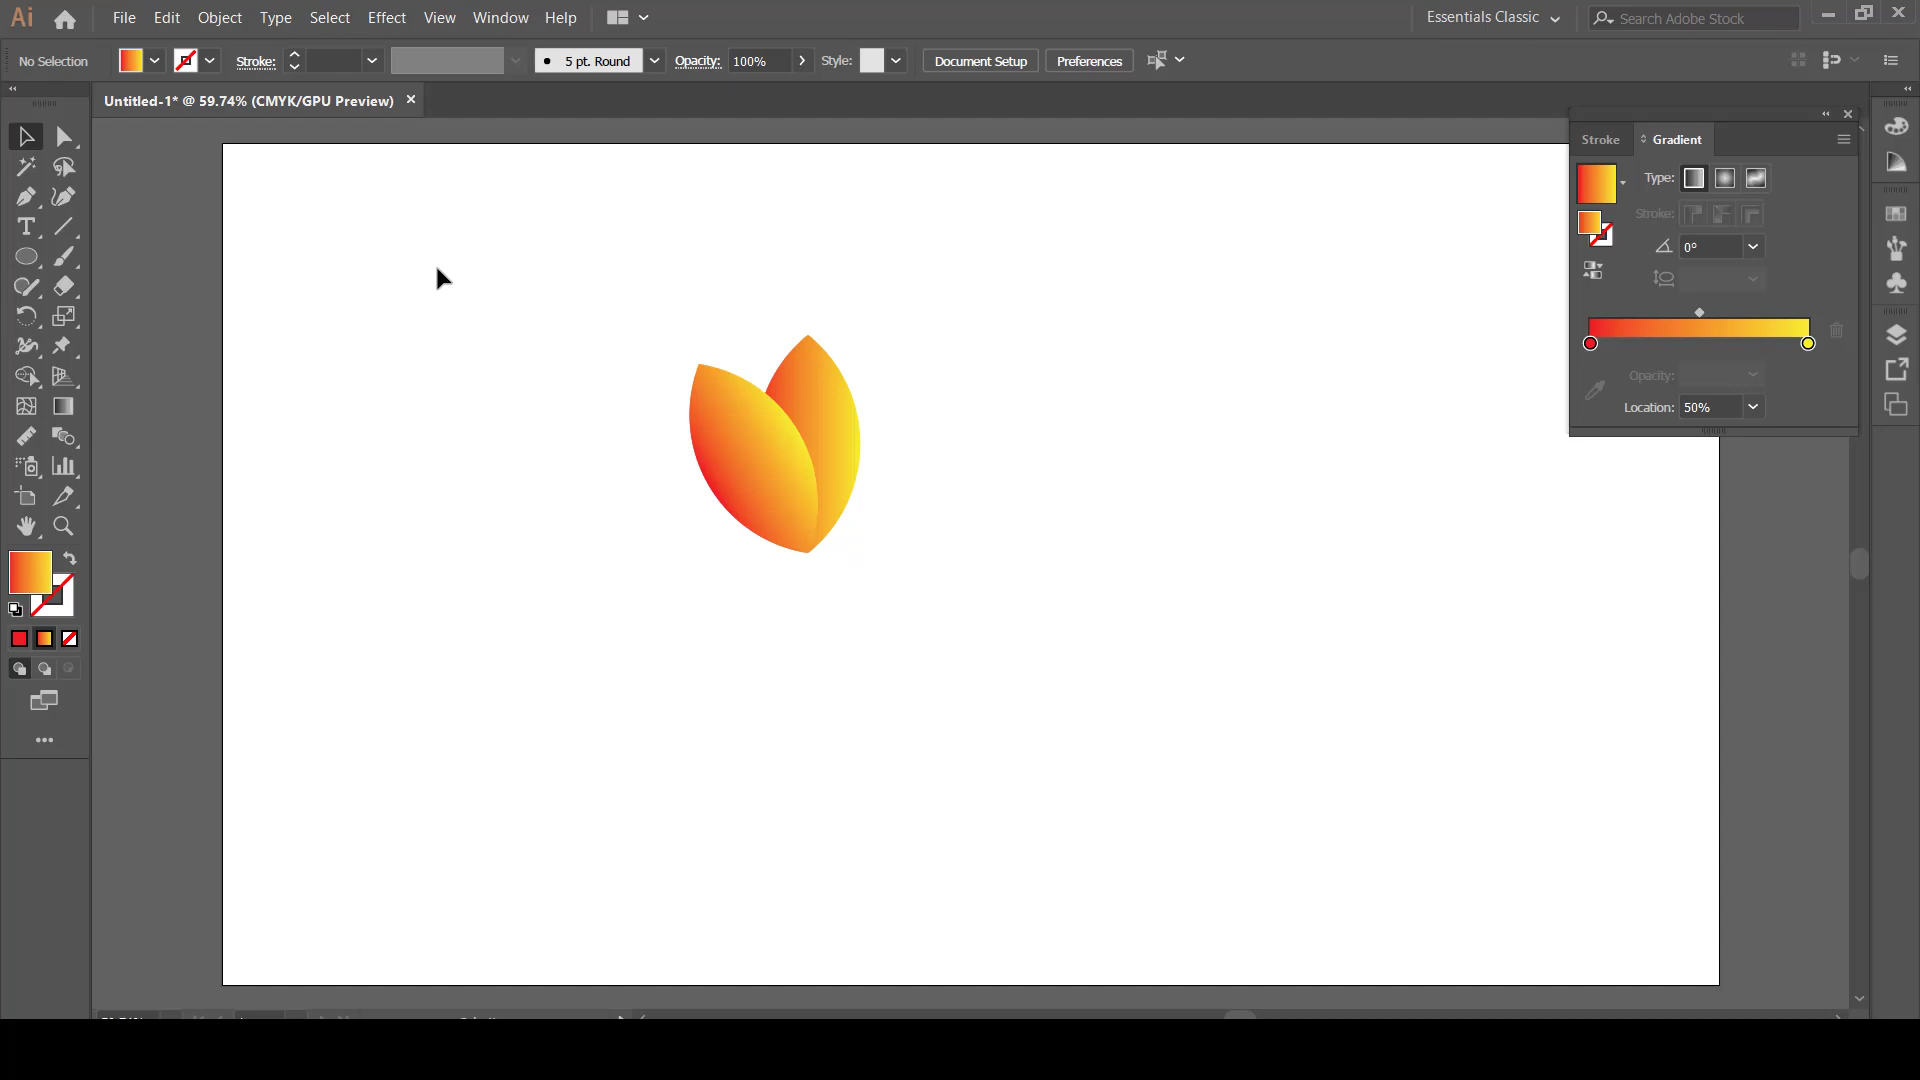 Ai File Edit Object Type Select Effect View Window Help Essentials Classic Search Adobe Stock
No Selection Stroke: 5 pt. Round Opacity: 100% Style: Document Setup Preferences
Untitled-1* @ 59.74% (CMYK/GPU Preview)
Stroke Gradient
Type:
Stroke:
0°
Opacity:
Location: 50%